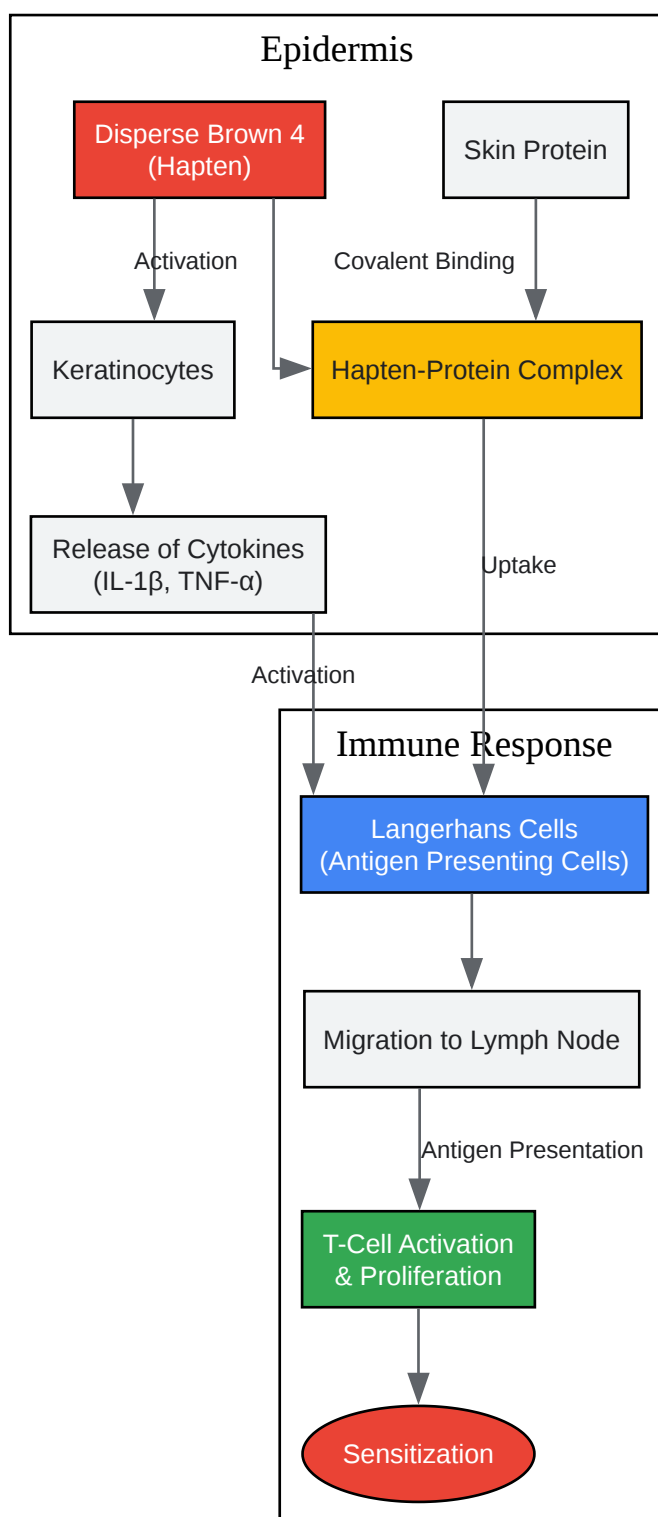 Epidermis
Disperse Brown 4
(Hapten)
Skin Protein
Activation
Covalent Binding
Keratinocytes
Hapten-Protein Complex
Release of Cytokines
(IL-1β, TNF-α)
Uptake
Activation
Immune Response
Langerhans Cells
(Antigen Presenting Cells)
Migration to Lymph Node
Antigen Presentation
T-Cell Activation
& Proliferation
Sensitization